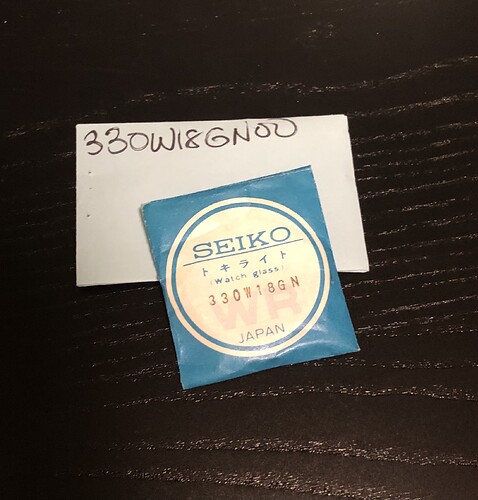 330W18GN00
SEIKO
トキライト
(Watch glass)
330W18GN
WR
JAPAN